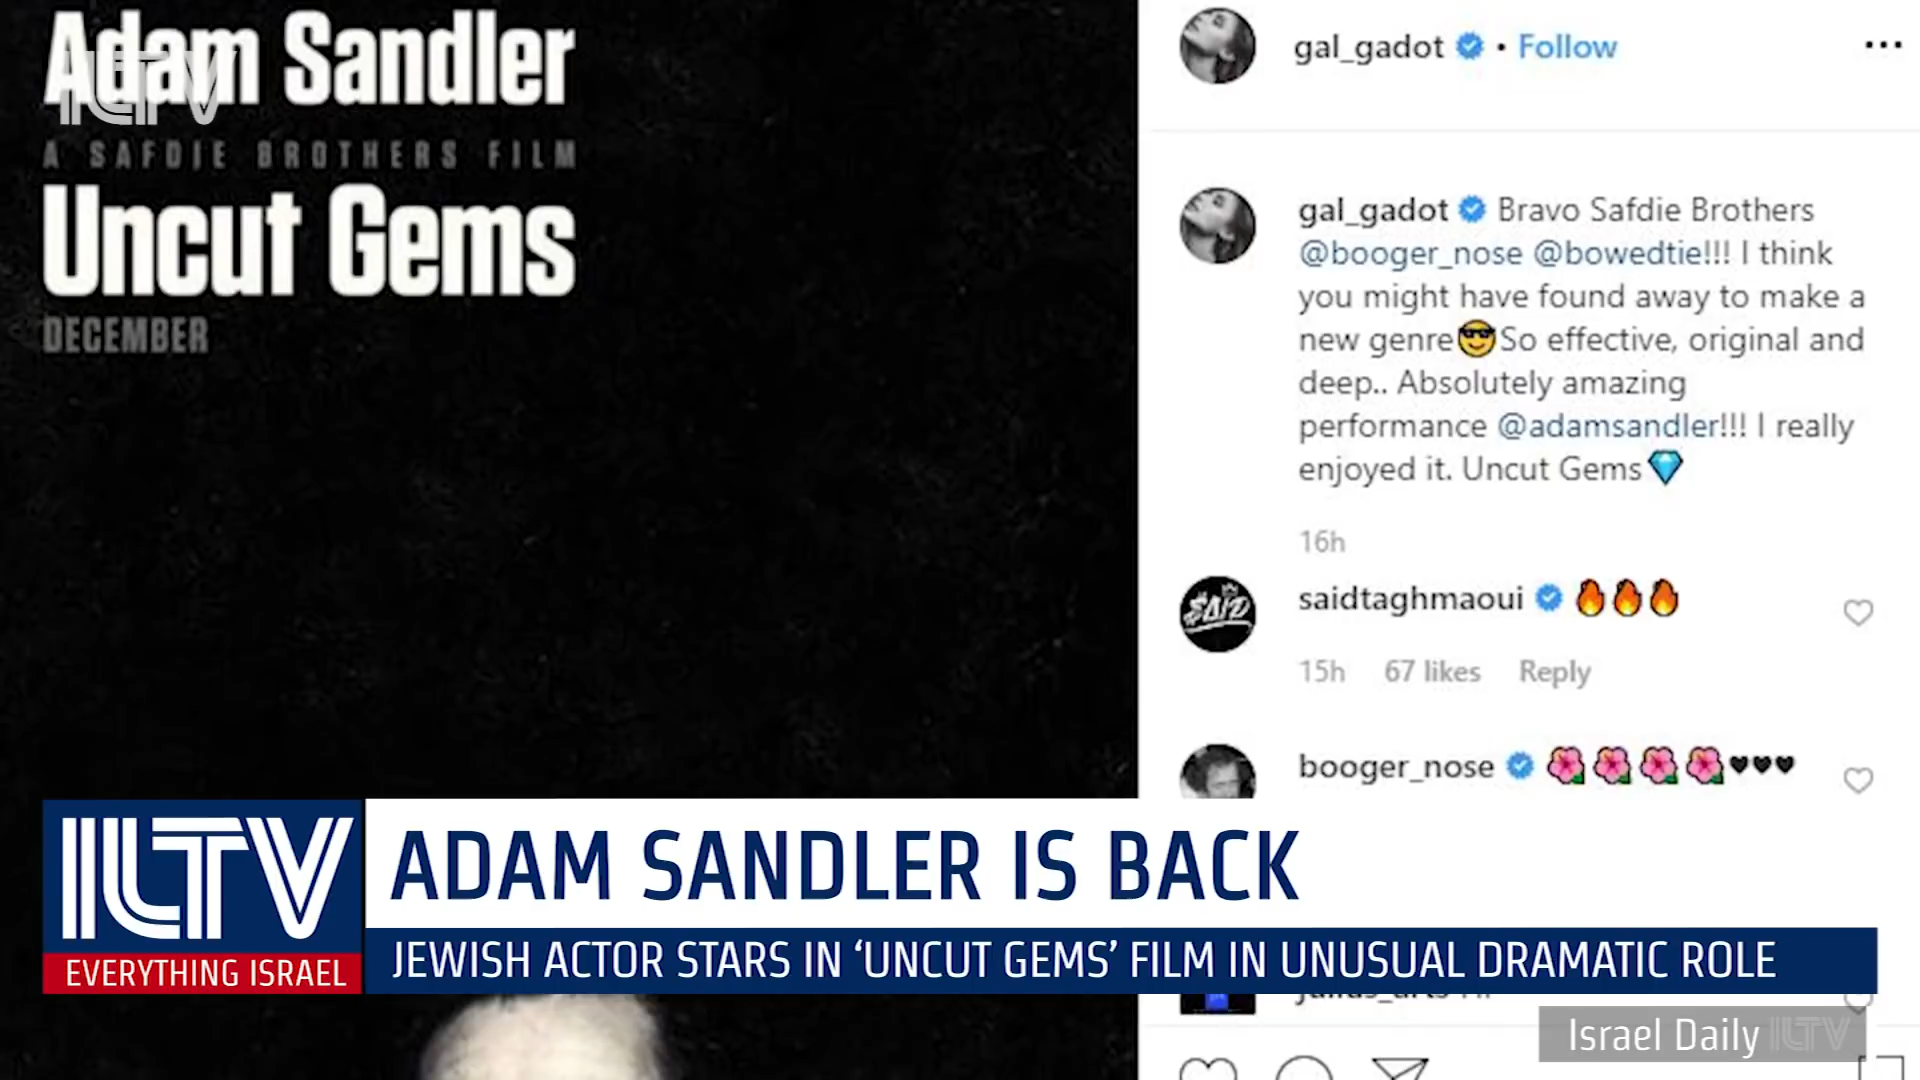 Adam Sandler
ILTV
A SAFDIE BROTHERS FILM
Uncut Gems
DECEMBER
gal_gadot • Follow
gal_gadot Bravo Safdie Brothers
@booger_nose @bowedtie!!! I think
you might have found away to make a
new genre😎So effective, original and
deep.. Absolutely amazing
performance @adamsandler!!! I really
enjoyed it. Uncut Gems💎
16h
SAID
saidtaghmaoui 🔥🔥🔥
15h 67 likes Reply
booger_nose 🌺🌺🌺🌺🖤🖤🖤
ILTV
EVERYTHING ISRAEL
ADAM SANDLER IS BACK
JEWISH ACTOR STARS IN ‘UNCUT GEMS’ FILM IN UNUSUAL DRAMATIC ROLE
Israel Daily ILTV